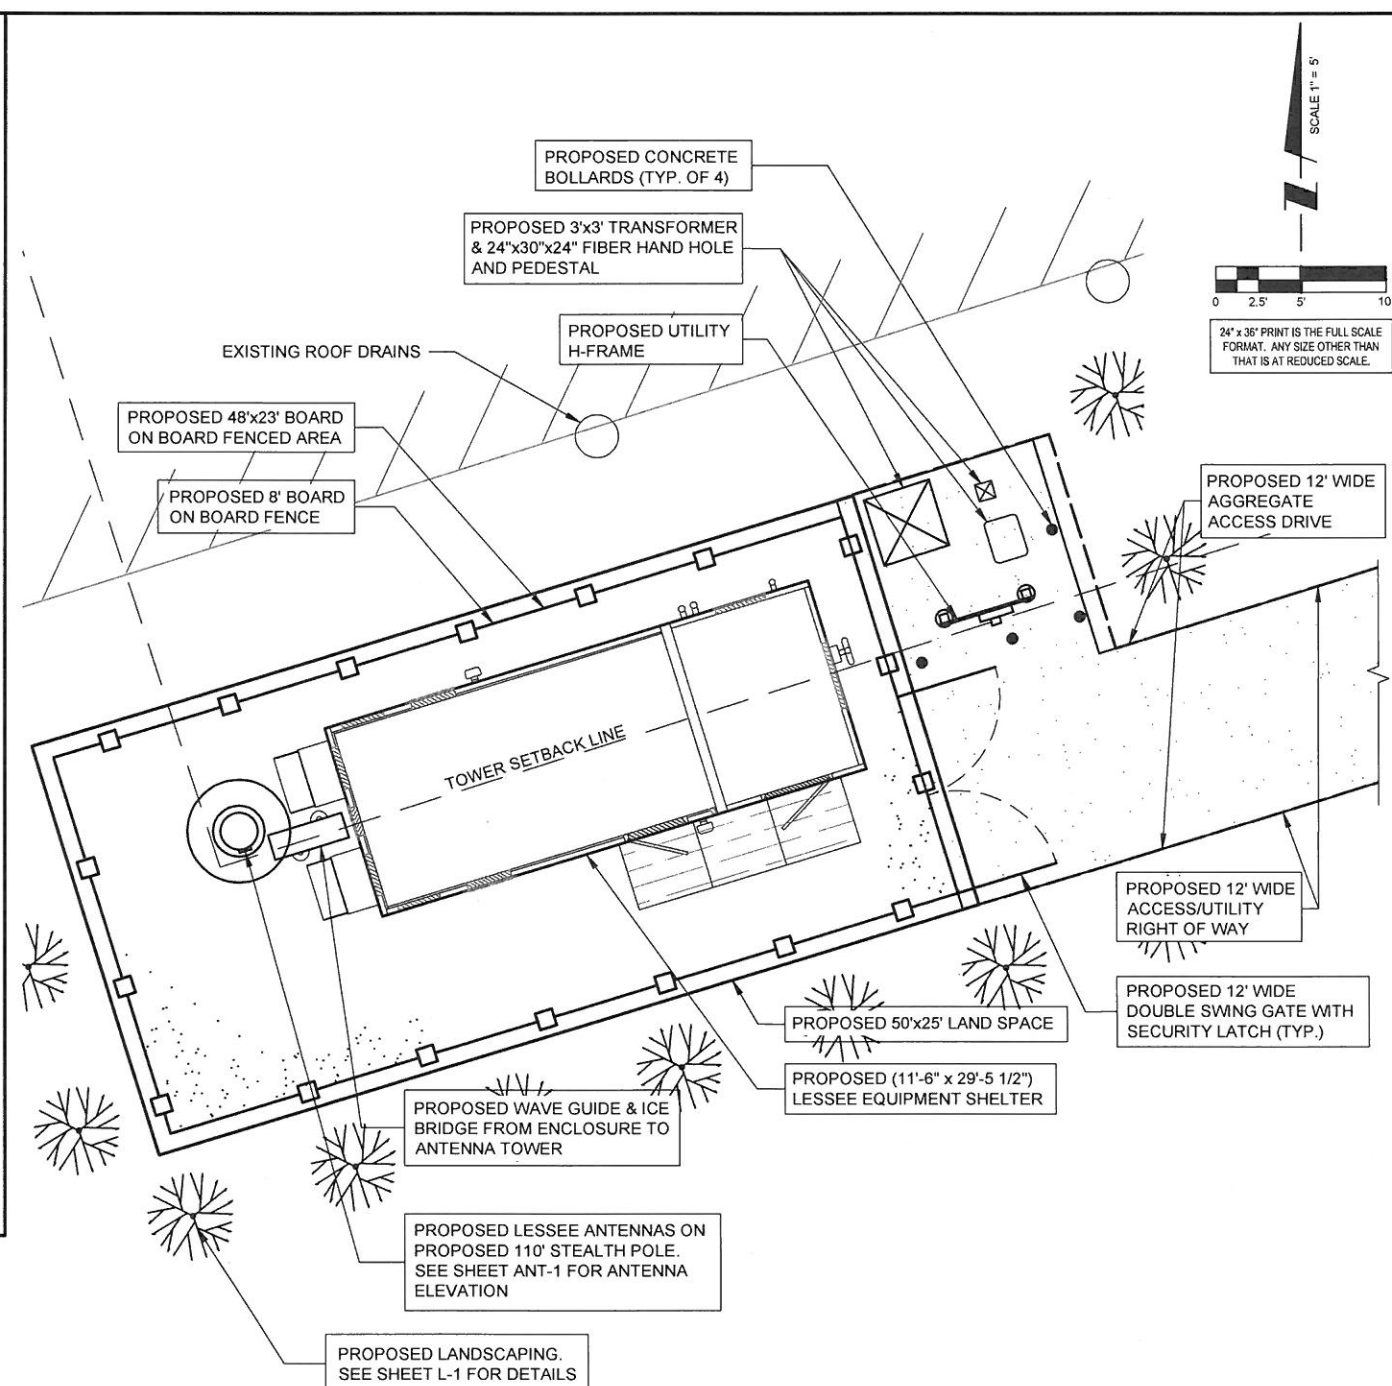 SCALE 1" = 5'
Z
0 2.5' 5' 10
24" x 36" PRINT IS THE FULL SCALE
FORMAT. ANY SIZE OTHER THAN
THAT IS AT REDUCED SCALE.
PROPOSED CONCRETE
BOLLARDS (TYP. OF 4)
PROPOSED 3'x3' TRANSFORMER
& 24"x30"x24" FIBER HAND HOLE
AND PEDESTAL
PROPOSED UTILITY
H-FRAME
EXISTING ROOF DRAINS
PROPOSED 48'x23' BOARD
ON BOARD FENCED AREA
PROPOSED 8' BOARD
ON BOARD FENCE
PROPOSED 12' WIDE
AGGREGATE
ACCESS DRIVE
TOWER SETBACK LINE
PROPOSED 12' WIDE
ACCESS/UTILITY
RIGHT OF WAY
PROPOSED 12' WIDE
DOUBLE SWING GATE WITH
SECURITY LATCH (TYP.)
PROPOSED 50'x25' LAND SPACE
PROPOSED (11'-6" x 29'-5 1/2")
LESSEE EQUIPMENT SHELTER
PROPOSED WAVE GUIDE & ICE
BRIDGE FROM ENCLOSURE TO
ANTENNA TOWER
PROPOSED LESSEE ANTENNAS ON
PROPOSED 110' STEALTH POLE.
SEE SHEET ANT-1 FOR ANTENNA
ELEVATION
PROPOSED LANDSCAPING.
SEE SHEET L-1 FOR DETAILS